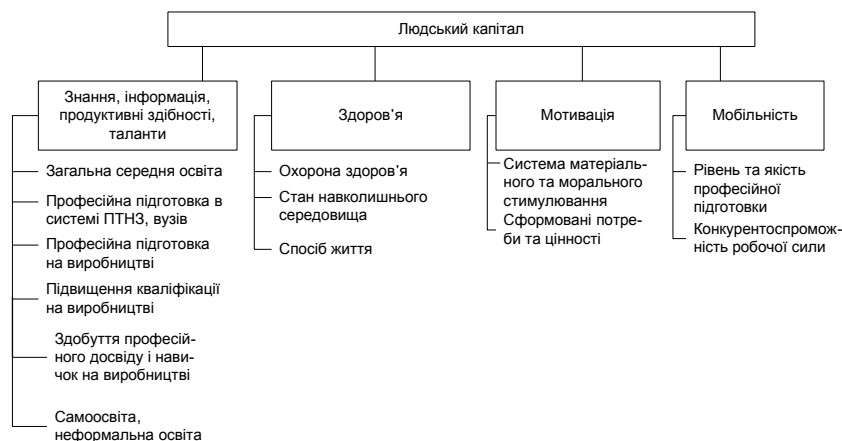 Людський капітал
Знання, інформація,
продуктивні здібності,
таланти
Загальна середня освіта
Професійна підготовка в
системі ПТНЗ, вузів
Професійна підготовка
на виробництві
Підвищення кваліфікації
на виробництві
Здобуття професій-
ного досвіду і нави-
чок на виробництві
Самоосвіта,
неформальна освіта
Здоров’я
Охорона здоров’я
Стан навколишнього
середовища
Спосіб життя
Мотивація
Система матеріаль-
ного та морального
стимулювання
Сформовані потре-
би та цінності
Мобільність
Рівень та якість
професійної
підготовки
Конкурентоспромож-
ність робочої сили